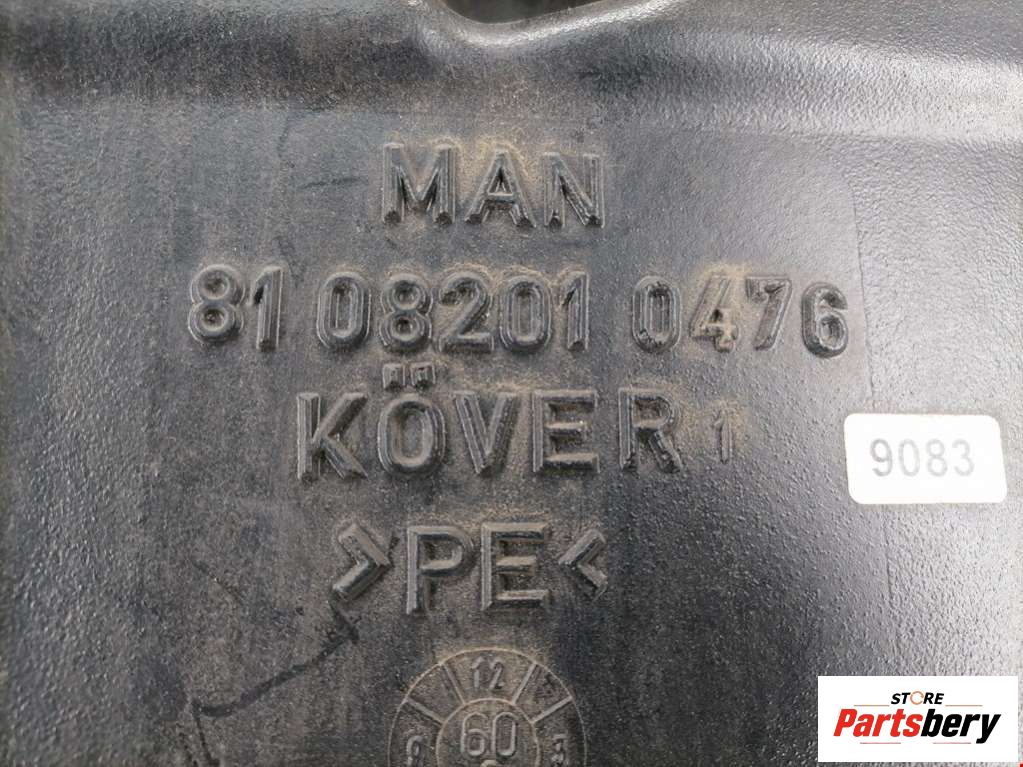 MAN
81 08201 0476
KÖVER 1
9083
>PE<
12
60
STORE
Partsbery